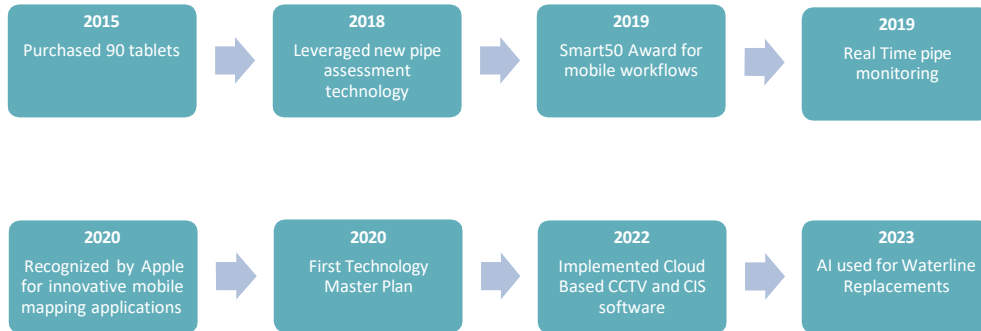 2015
Purchased 90 tablets
2018
Leveraged new pipe
assessment
technology
2019
Smart50 Award for
mobile workflows
2019
Real Time pipe
monitoring
2020
Recognized by Apple
for innovative mobile
mapping applications
2020
First Technology
Master Plan
2022
Implemented Cloud
Based CCTV and CIS
software
2023
AI used for Waterline
Replacements